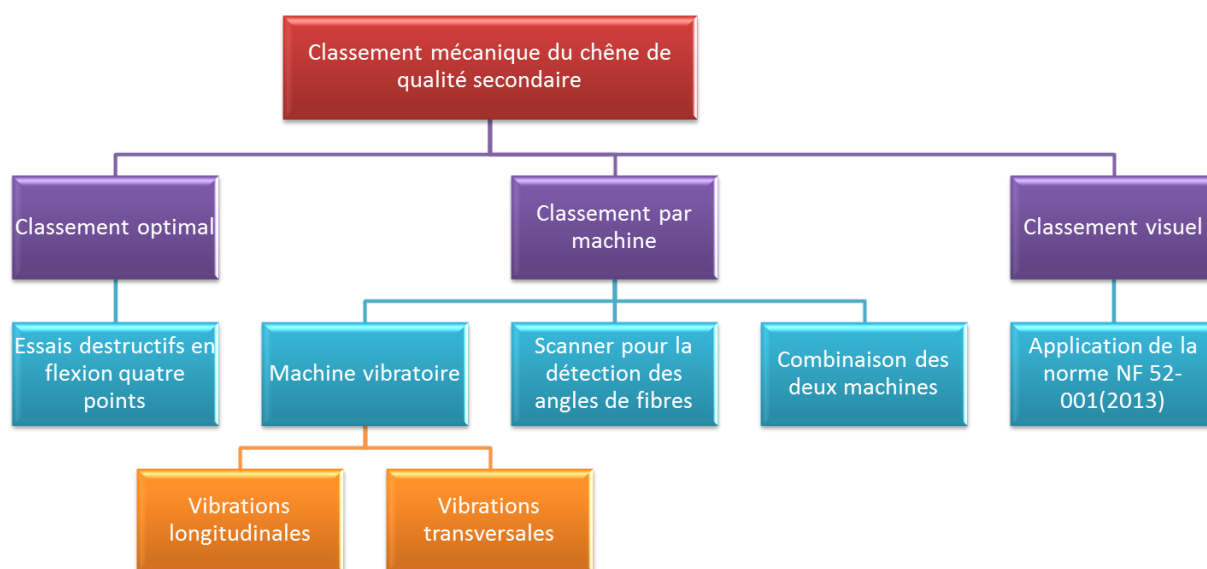 Classement mécanique du chêne de
qualité secondaire
Classement optimal
Classement par
machine
Classement visuel
Essais destructifs en
flexion quatre
points
Machine vibratoire
Scanner pour la
détection des
angles de fibres
Combinaison des
deux machines
Application de la
norme NF 52-
001(2013)
Vibrations
longitudinales
Vibrations
transversales